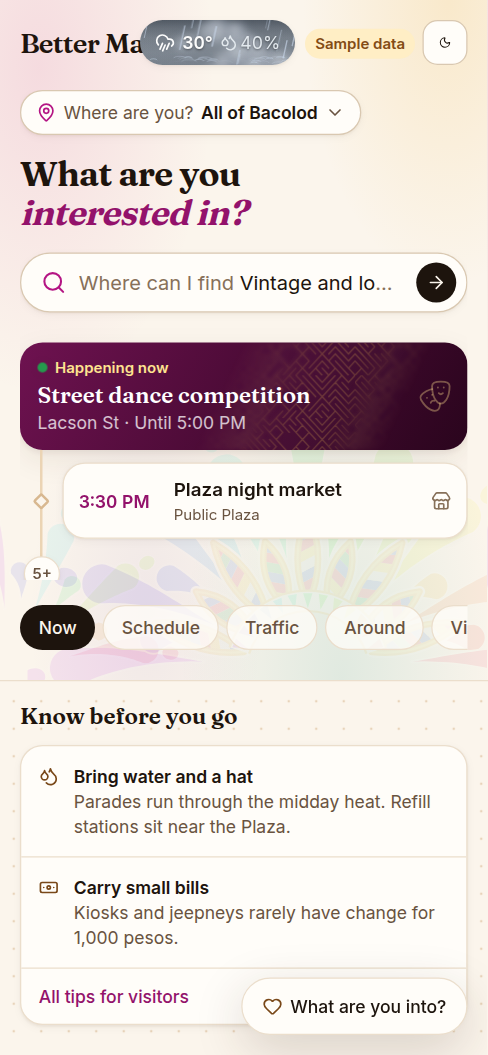 Better Ma
30° 40%
Sample data
Where are you? All of Bacolod
What are you
interested in?
Where can I find Vintage and lo...
Happening now
Street dance competition
Lacson St · Until 5:00 PM
3:30 PM
Plaza night market
Public Plaza
5+
Now Schedule Traffic Around Vi
Know before you go
Bring water and a hat
Parades run through the midday heat. Refill
stations sit near the Plaza.
Carry small bills
Kiosks and jeepneys rarely have change for
1,000 pesos.
All tips for visitors
What are you into?